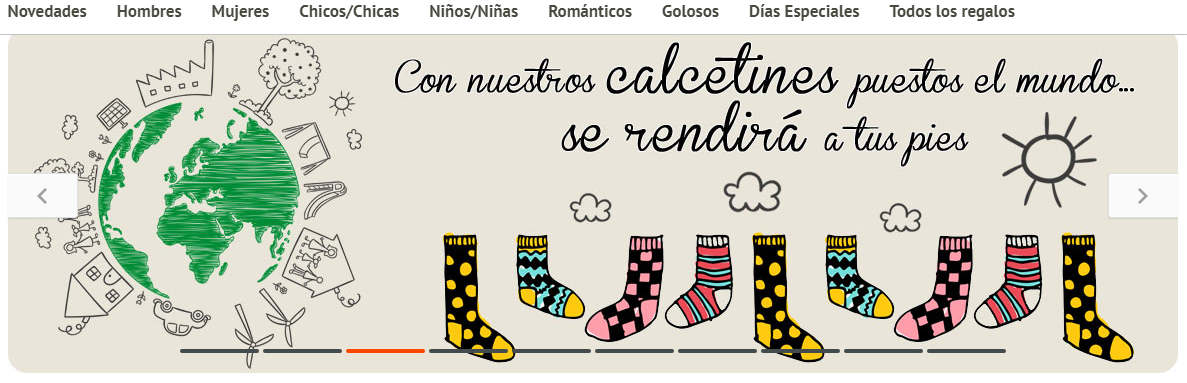 Novedades Hombres Mujeres Chicos/Chicas Niños/Niñas Románticos Golosos Días Especiales Todos los regalos
Con nuestros calcetines puestos el mundo...
se rendirá a tus pies